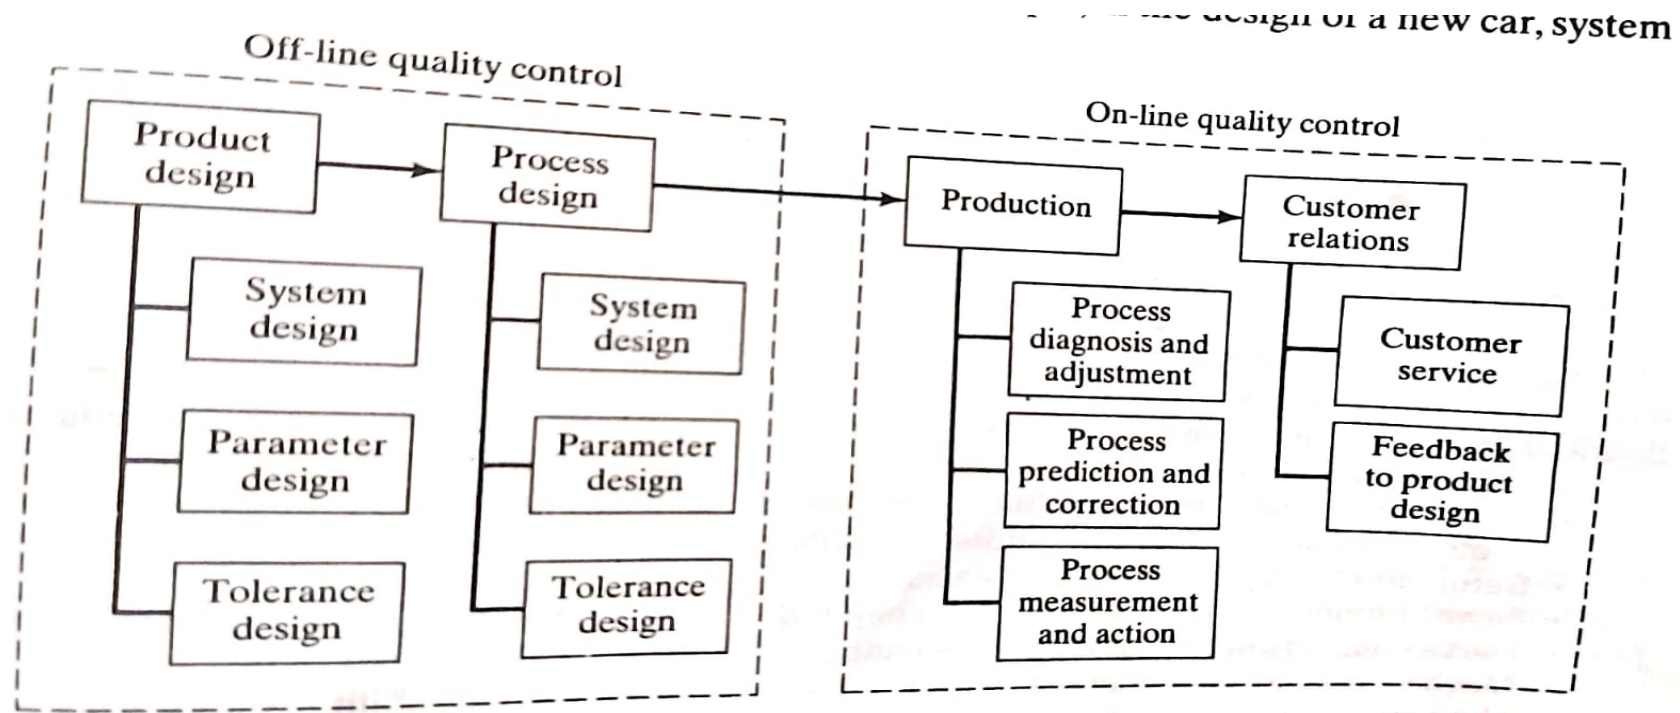 the design of a new car, system
Off-line quality control
Product
design
Process
design
System
design
System
design
Parameter
design
Parameter
design
Tolerance
design
Tolerance
design
On-line quality control
Production
Customer
relations
Process
diagnosis and
adjustment
Process
prediction and
correction
Process
measurement
and action
Customer
service
Feedback
to product
design